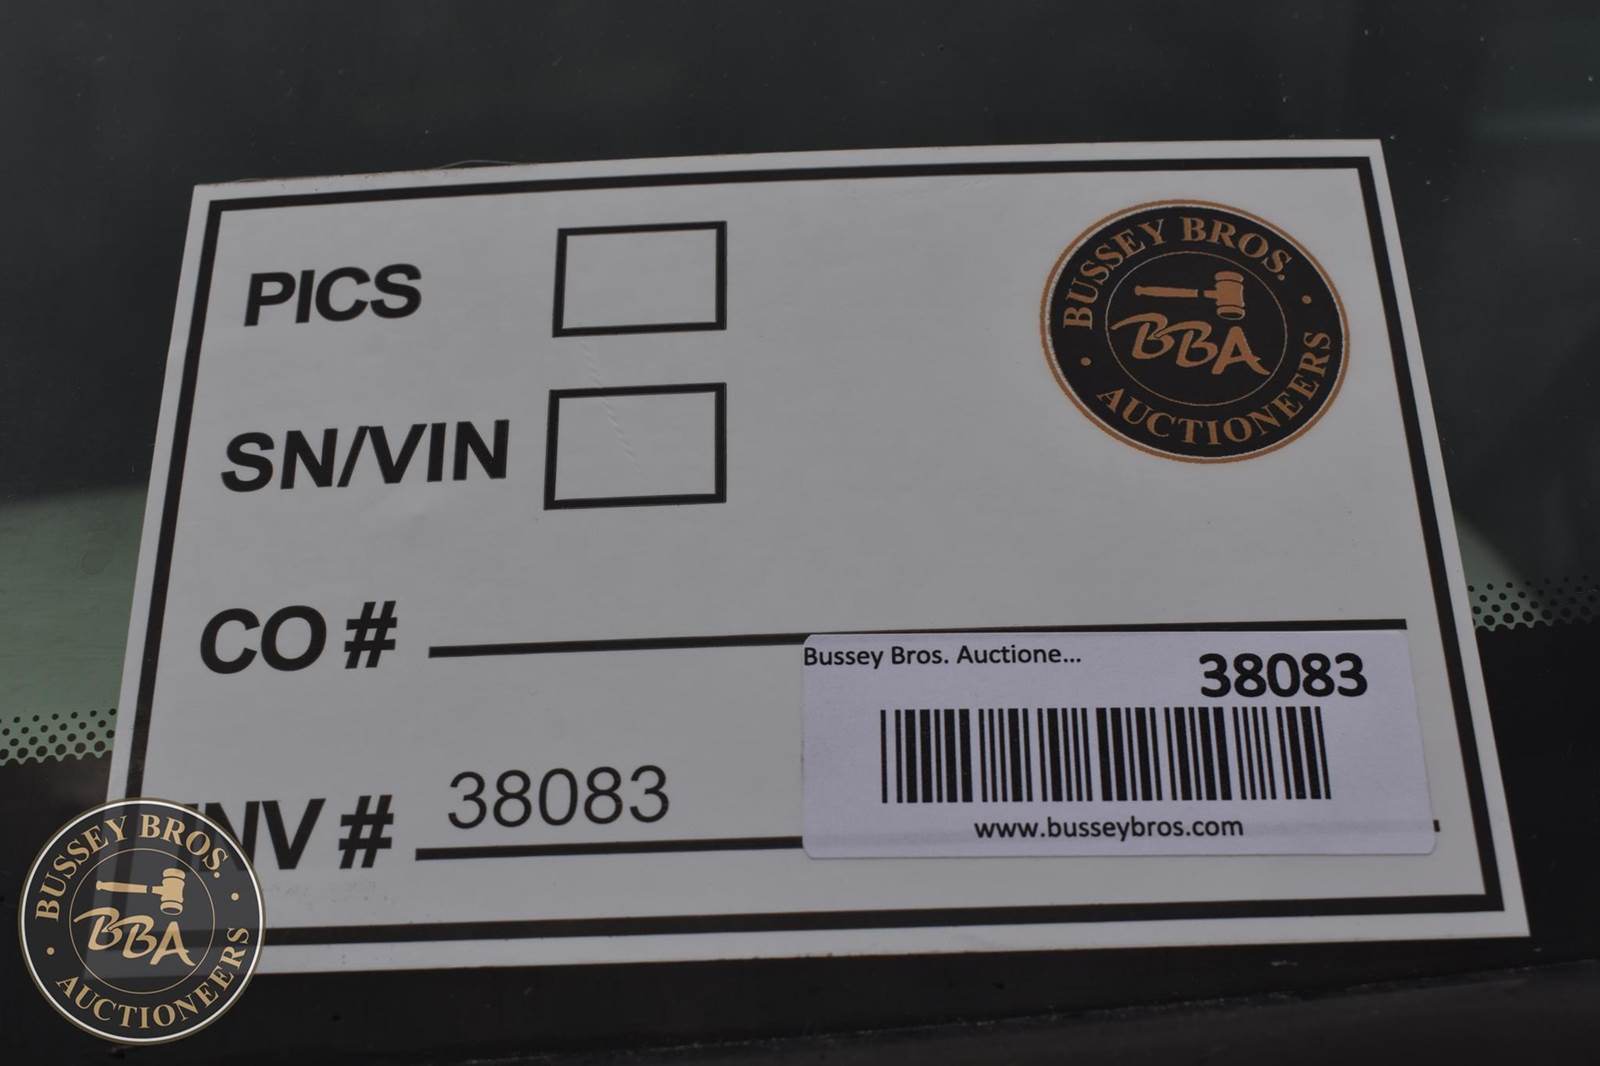 PICS
BUSSEY BROS.
BBA
AUCTIONEERS
SN/VIN
CO #
Bussey Bros. Auctione...
38083
INV # 38083
www.busseybros.com
BUSSEY BROS.
BBA
AUCTIONEERS